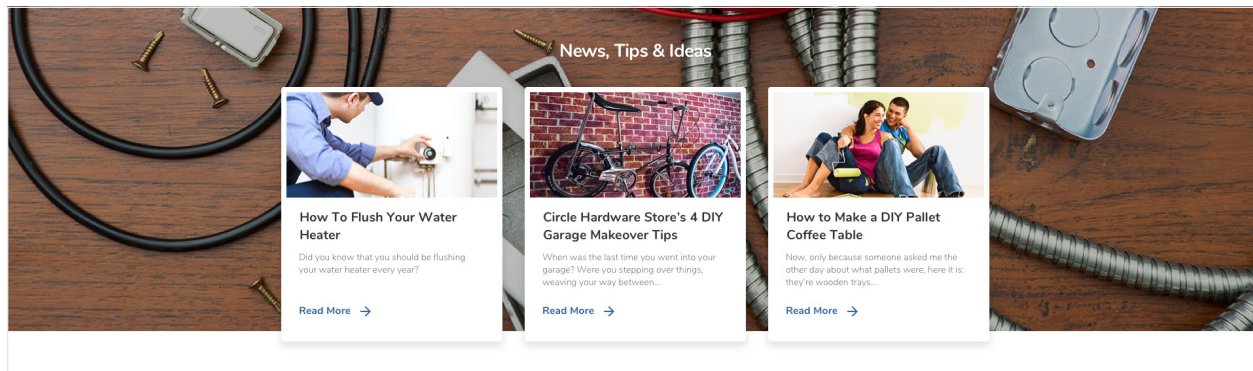 News, Tips & Ideas
How To Flush Your Water
Heater
Did you know that you should be flushing
your water heater every year?
Read More
Circle Hardware Store's 4 DIY
Garage Makeover Tips
When was the last time you went into your
garage? Were you stepping over things,
weaving your way between...
Read More
How to Make a DIY Pallet
Coffee Table
Now, only because someone asked me the
other day about what pallets were, here it is:
they're wooden trays...
Read More